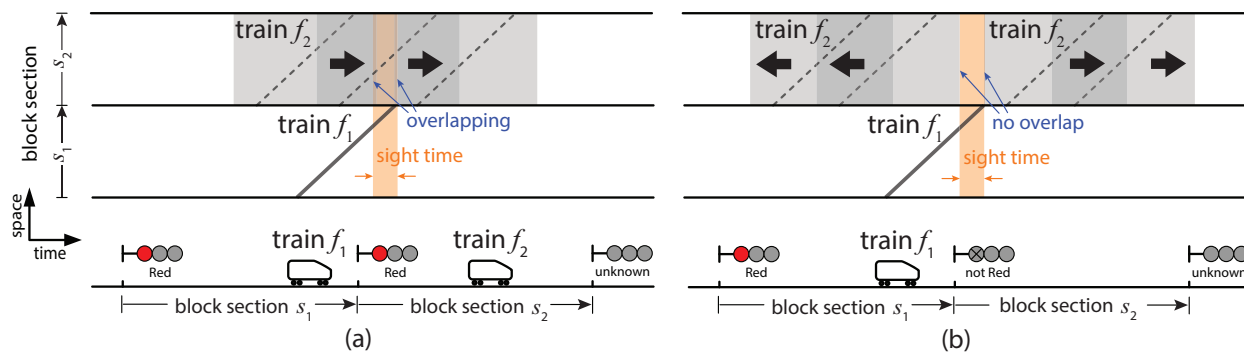 train f₂
block section
s₂
s₁
overlapping
train f₁
sight time
space
time
train f₁
train f₂
Red
Red
unknown
block section s₁
block section s₂
(a)
train f₂
train f₂
train f₁
no overlap
sight time
train f₁
Red
not Red
unknown
block section s₁
block section s₂
(b)